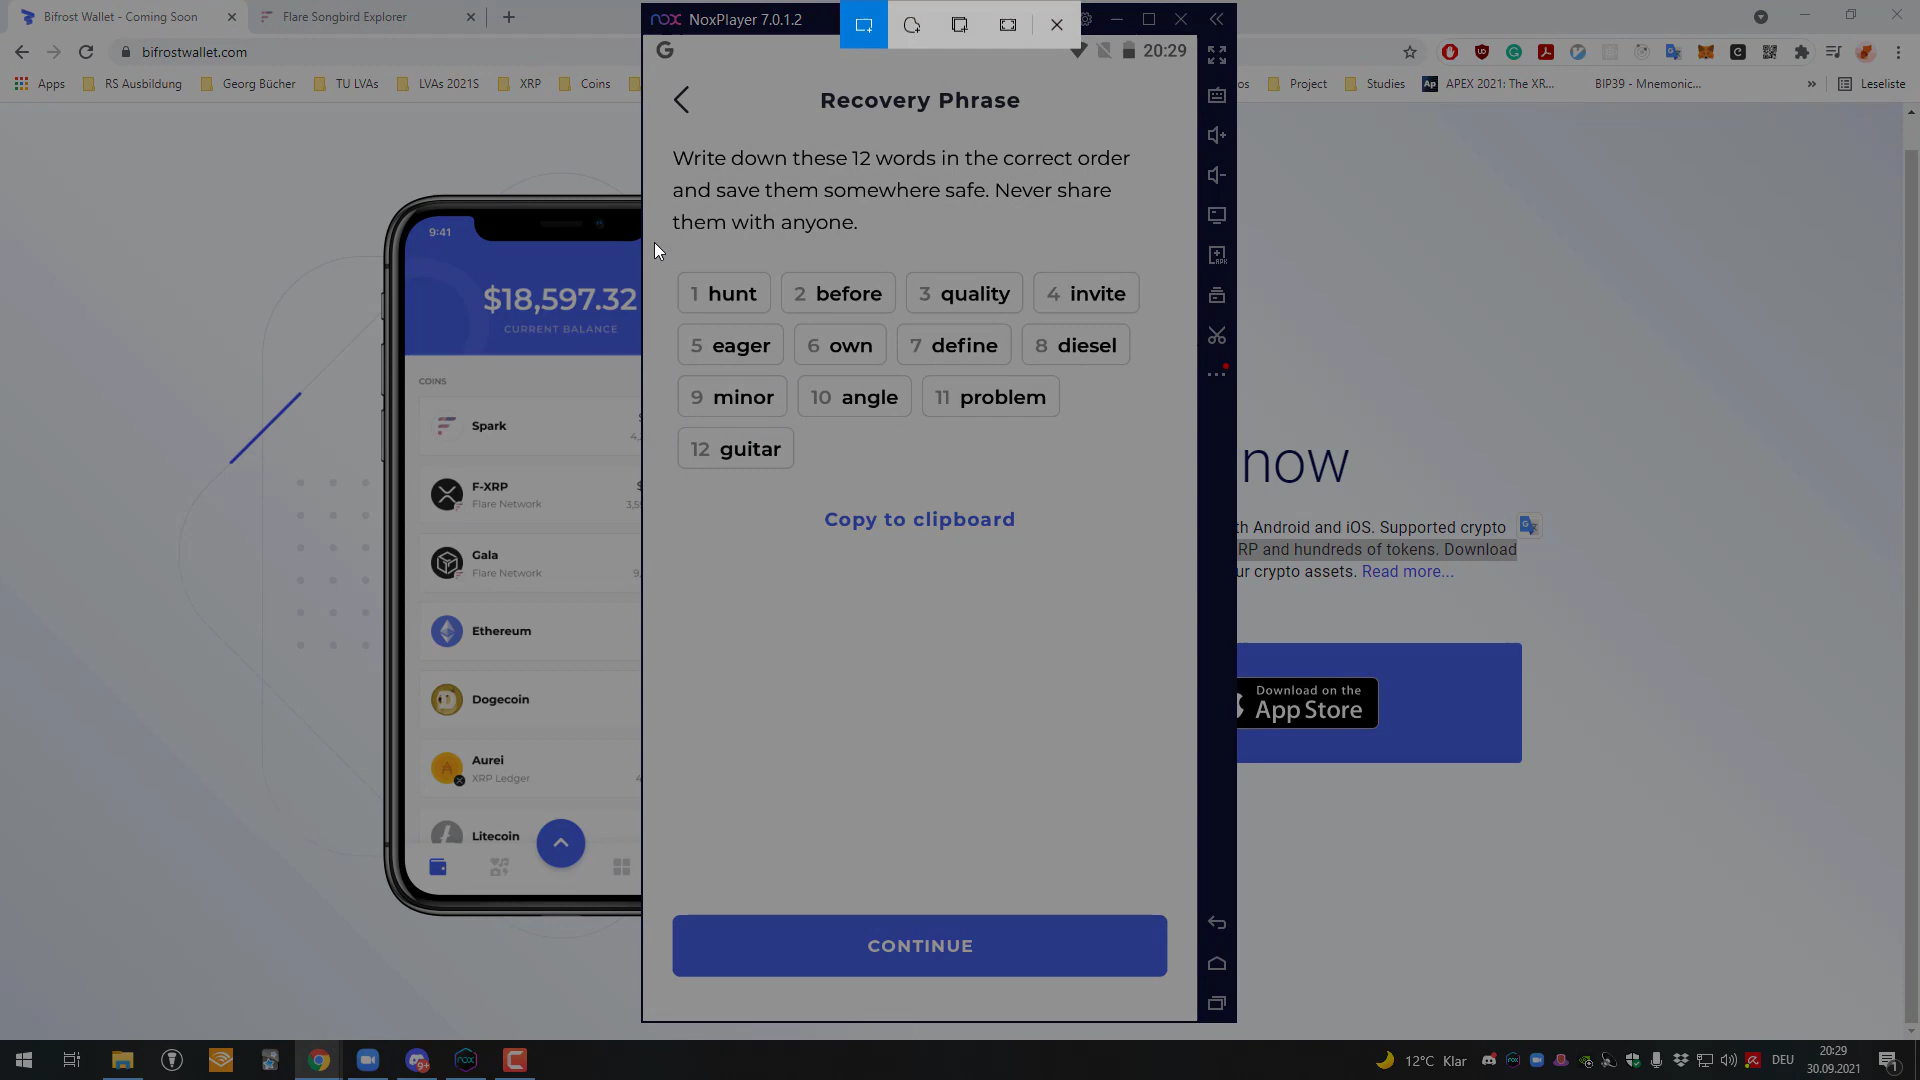 Bifrost Wallet - Coming Soon
Flare Songbird Explorer
nox NoxPlayer 7.0.1.2
bifrostwallet.com
Apps
RS Ausbildung
Georg Bücher
TU LVAs
LVAs 2021S
XRP
Coins
os
Project
Studies
Ap APEX 2021: The XR...
BIP39 - Mnemonic...
»
Leseliste
20:29
Recovery Phrase
Write down these 12 words in the correct order
and save them somewhere safe. Never share
them with anyone.
1 hunt 2 before 3 quality 4 invite
5 eager 6 own 7 define 8 diesel
9 minor 10 angle 11 problem
12 guitar
Copy to clipboard
CONTINUE
9:41
$18,597.32
CURRENT BALANCE
COINS
Spark
F-XRP
Flare Network
Gala
Flare Network
Ethereum
Dogecoin
Aurei
XRP Ledger
Litecoin
now
th Android and iOS. Supported crypto
RP and hundreds of tokens. Download
ur crypto assets. Read more...
Download on the
App Store
12°C Klar
DEU
20:29
30.09.2021